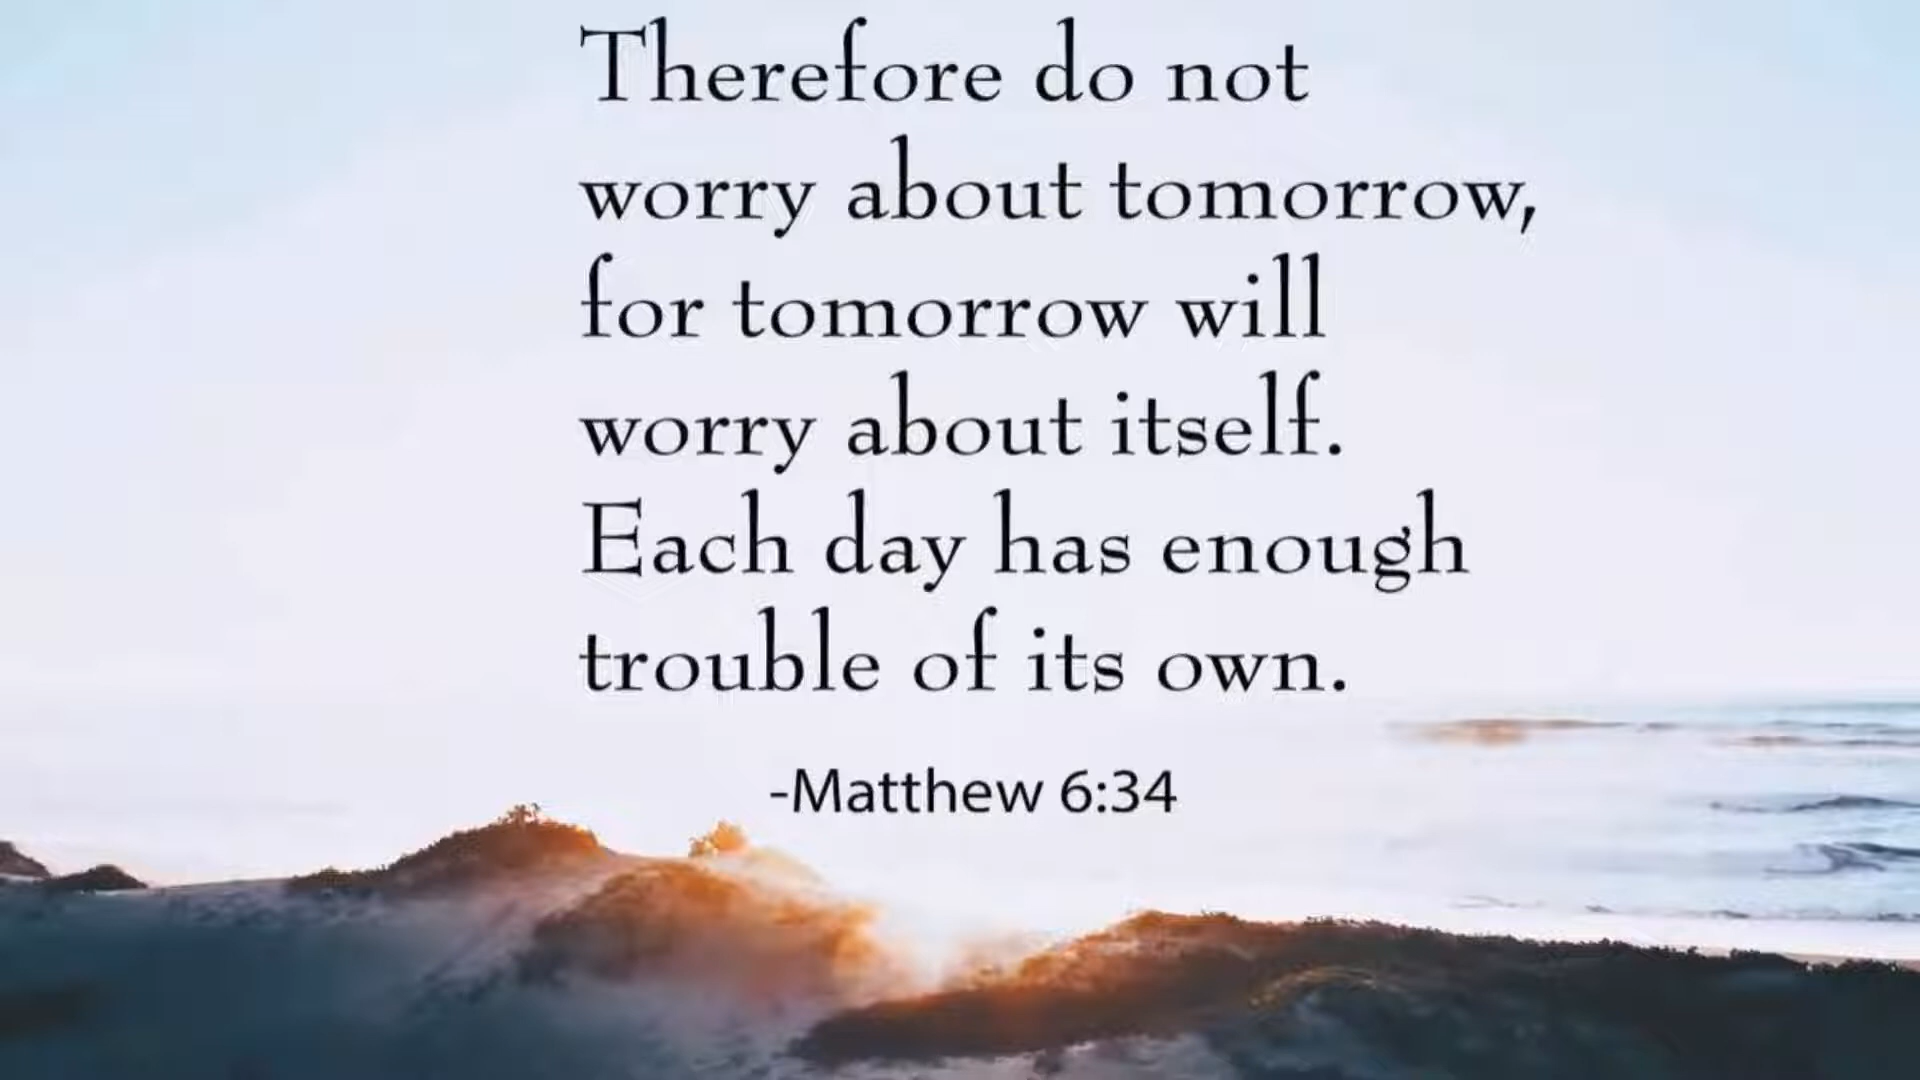 Therefore do not
worry about tomorrow,
for tomorrow will
worry about itself.
Each day has enough
trouble of its own.
-Matthew 6:34